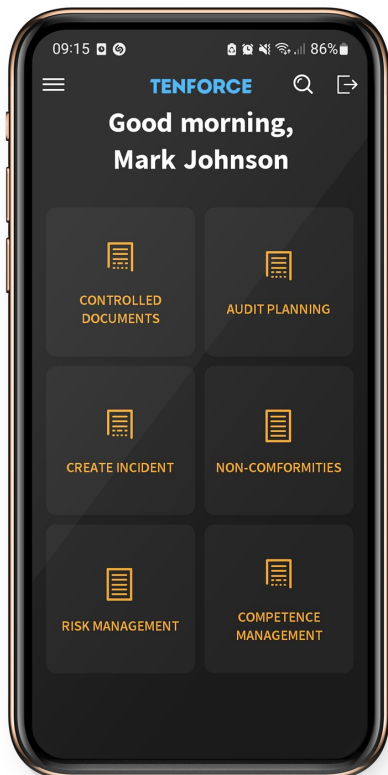 09:15 86%
TENFORCE
Good morning,
Mark Johnson
CONTROLLED
DOCUMENTS
AUDIT PLANNING
CREATE INCIDENT
NON-COMFORMITIES
RISK MANAGEMENT
COMPETENCE
MANAGEMENT